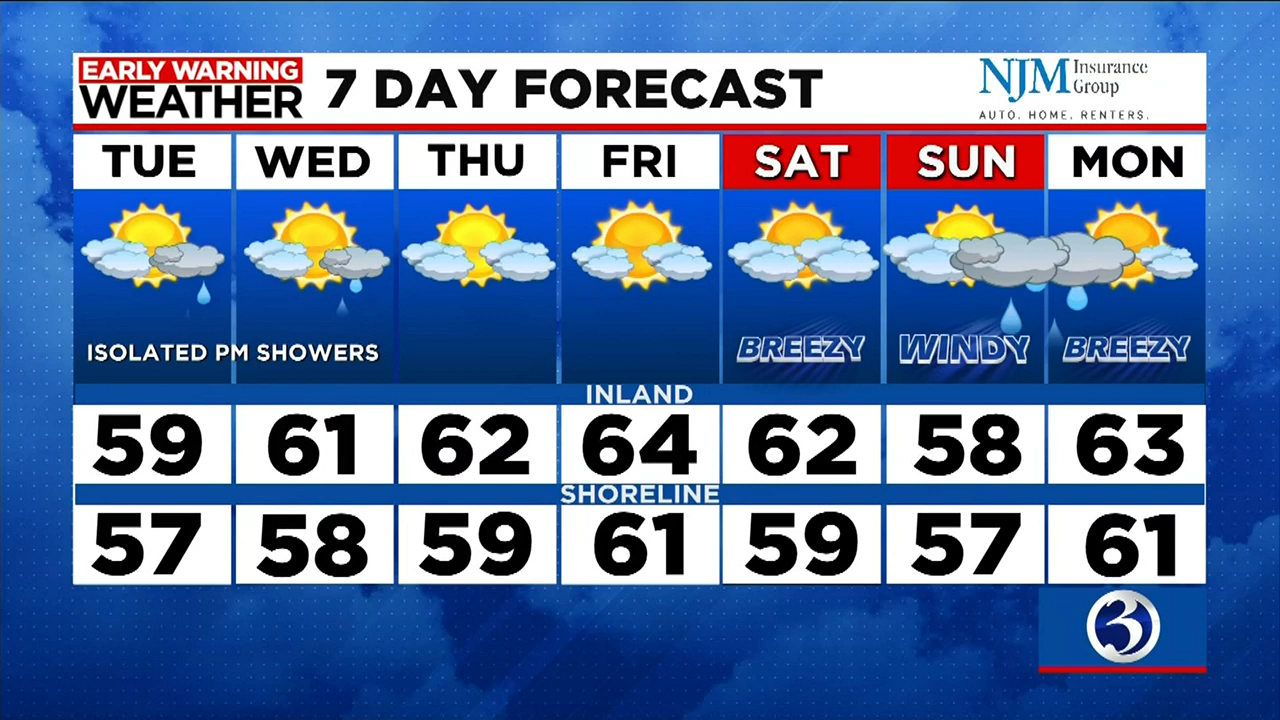 EARLY WARNING
WEATHER
7 DAY FORECAST
NJM Insurance
Group
AUTO. HOME. RENTERS.
TUE WED THU FRI SAT SUN MON
BREEZY WINDY BREEZY
ISOLATED PM SHOWERS
INLAND
59 61 62 64 62 58 63
SHORELINE
57 58 59 61 59 57 61
3